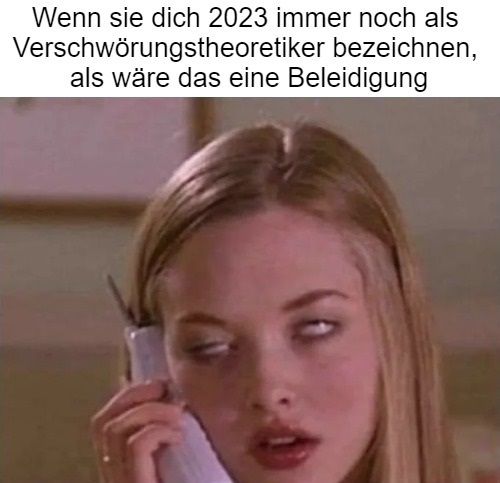 Wenn sie dich 2023 immer noch als
Verschwörungstheoretiker bezeichnen,
als wäre das eine Beleidigung